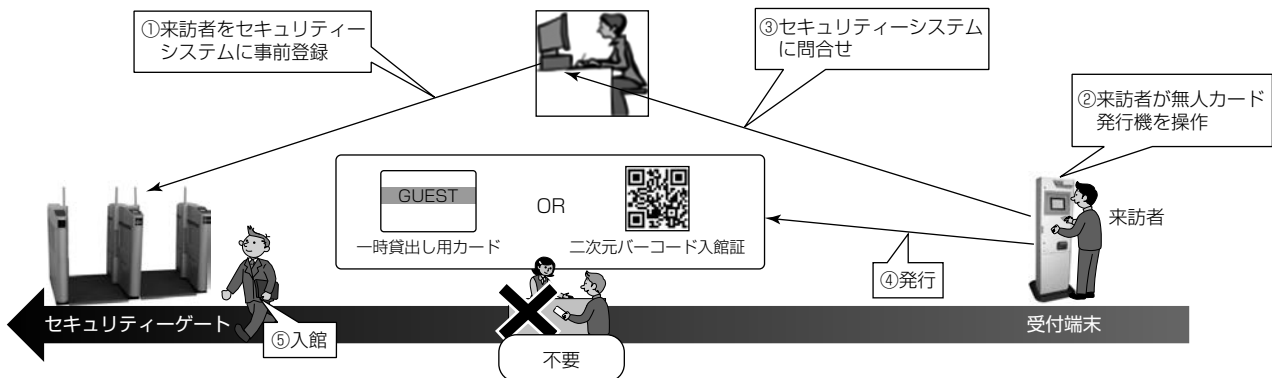 ①来訪者をセキュリティー
システムに事前登録
③セキュリティーシステム
に問合せ
②来訪者が無人カード
発行機を操作
GUEST
OR
一時貸出し用カード
二次元バーコード入館証
来訪者
④発行
セキュリティーゲート
⑤入館
不要
受付端末